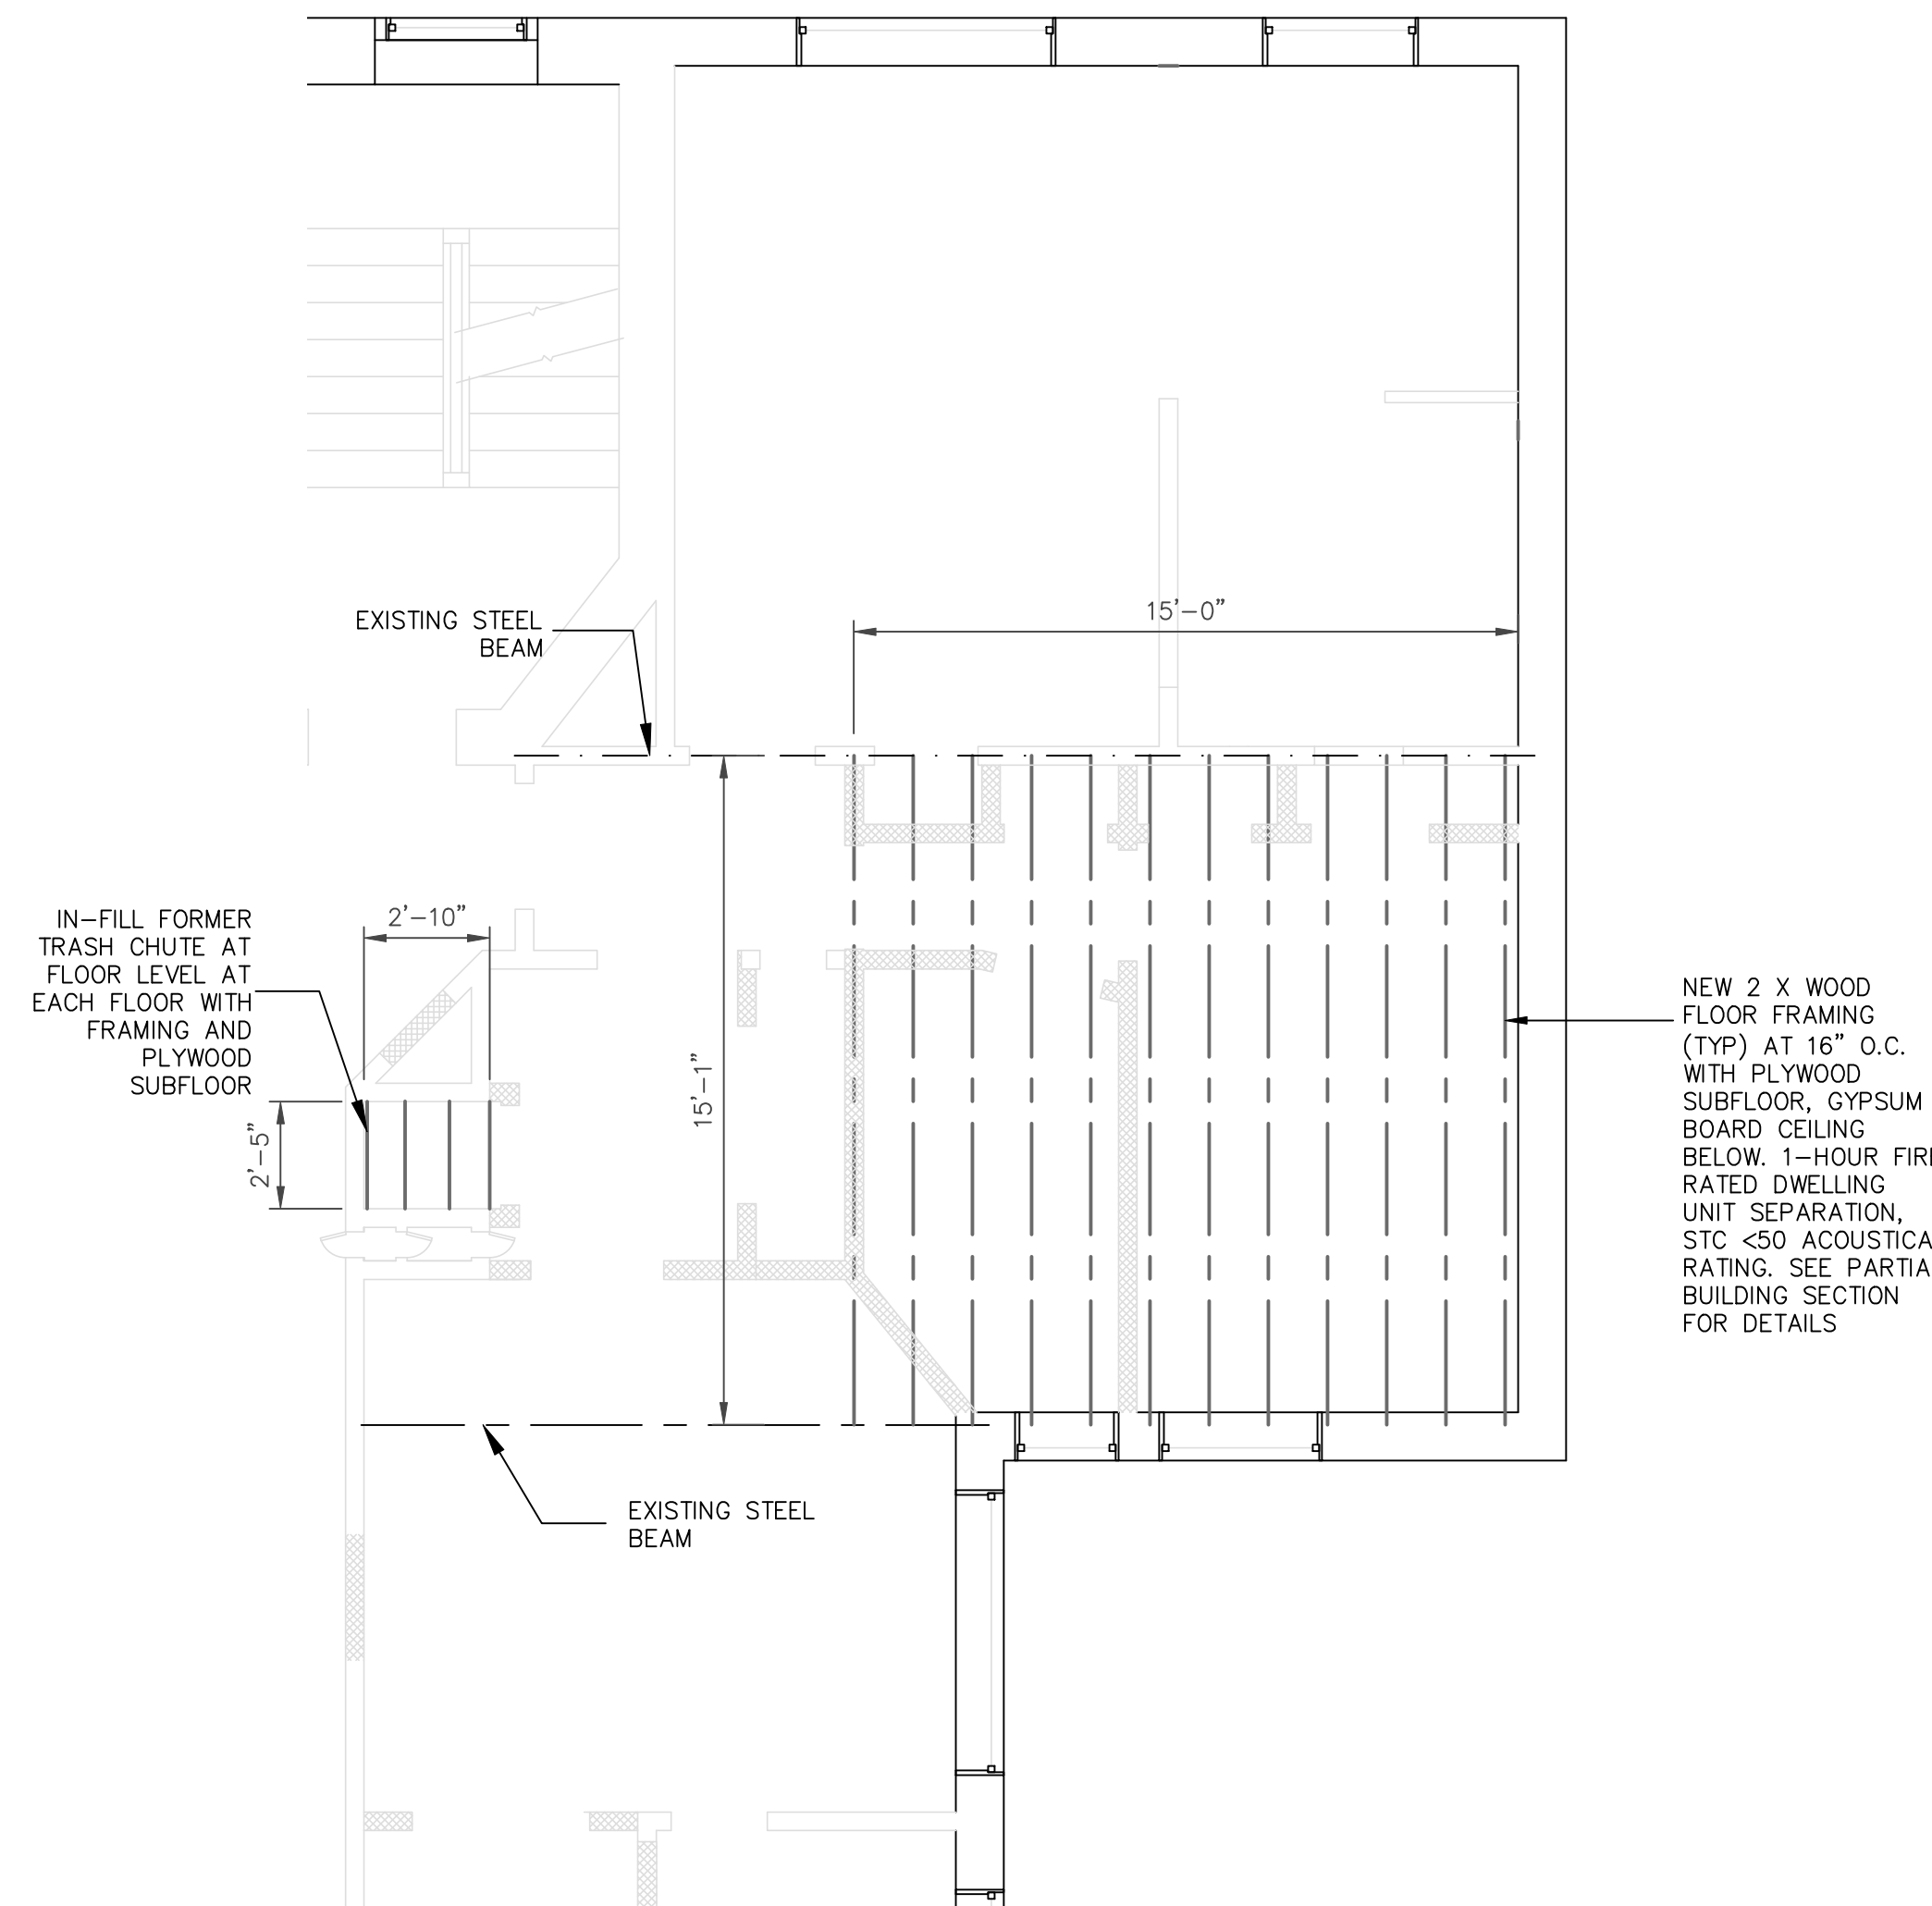 EXISTING STEEL
BEAM
15'-0"
IN-FILL FORMER
TRASH CHUTE AT
FLOOR LEVEL AT
EACH FLOOR WITH
FRAMING AND
PLYWOOD
SUBFLOOR
2'-10"
2'-5"
15'-1"
NEW 2 X WOOD
FLOOR FRAMING
(TYP) AT 16" O.C.
WITH PLYWOOD
SUBFLOOR, GYPSUM
BOARD CEILING
BELOW. 1-HOUR
RATED DWELLING
UNIT SEPARATION,
STC <50
RATING. SEE
BUILDING SECTION
FOR DETAILS
EXISTING STEEL
BEAM